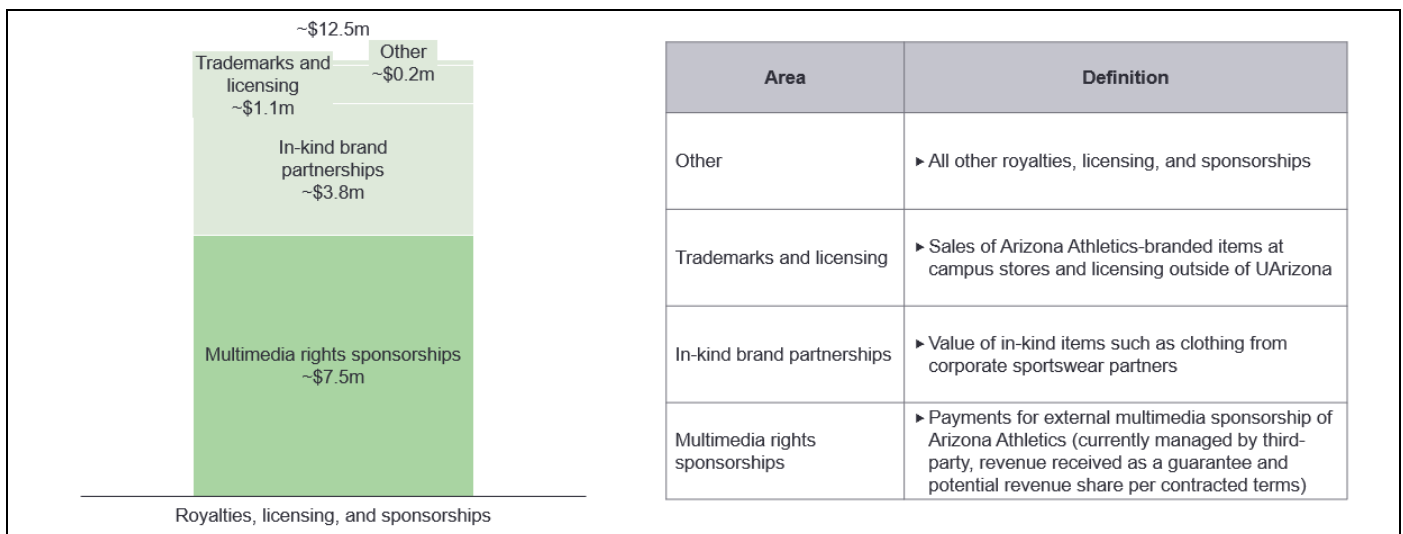 ~$12.5m
Other
~$0.2m
Trademarks and
licensing
~$1.1m
In-kind brand
partnerships
~$3.8m
Multimedia rights sponsorships
~$7.5m
Royalties, licensing, and sponsorships
Area
Definition
Other
▸ All other royalties, licensing, and sponsorships
Trademarks and licensing
▸ Sales of Arizona Athletics-branded items at
campus stores and licensing outside of UArizona
In-kind brand partnerships
▸ Value of in-kind items such as clothing from
corporate sportswear partners
Multimedia rights
sponsorships
▸ Payments for external multimedia sponsorship of
Arizona Athletics (currently managed by third-
party, revenue received as a guarantee and
potential revenue share per contracted terms)